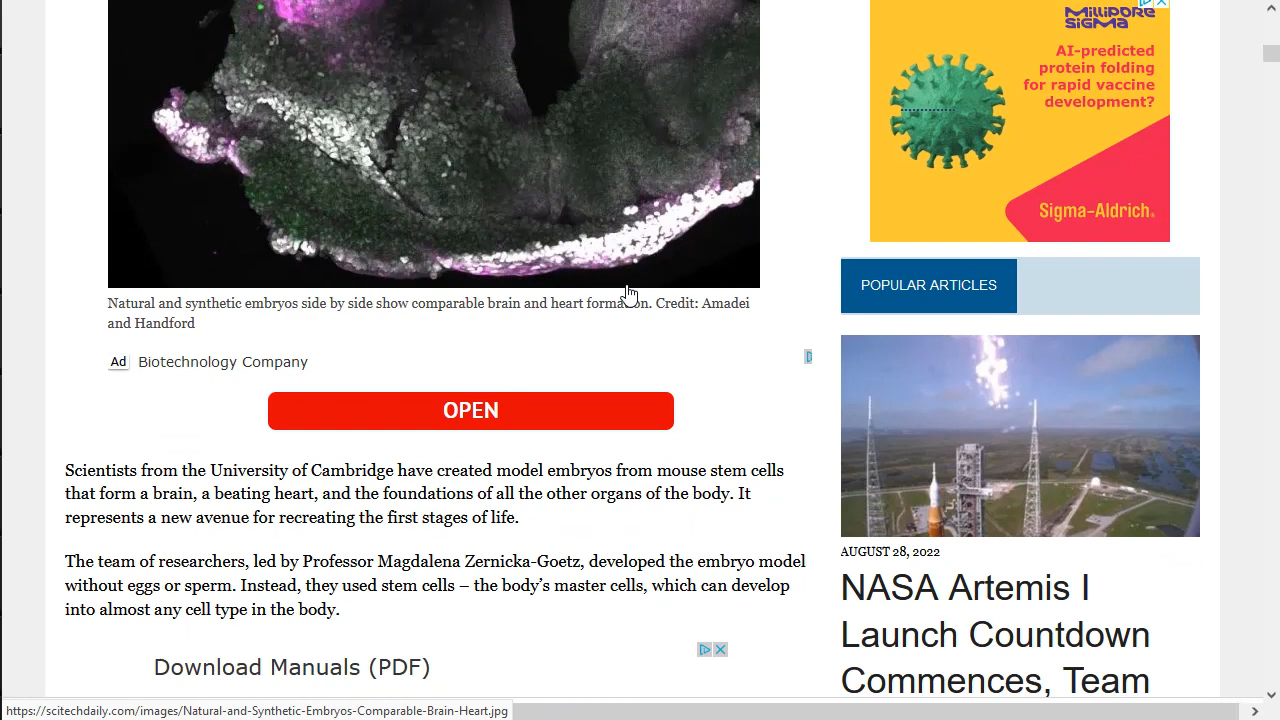 MILLIPORE
SIGMA
AI-predicted
protein folding
for rapid vaccine
development?
Sigma-Aldrich.
Natural and synthetic embryos side by side show comparable brain and heart formation. Credit: Amadei
and Handford
Ad Biotechnology Company
OPEN
Scientists from the University of Cambridge have created model embryos from mouse stem cells
that form a brain, a beating heart, and the foundations of all the other organs of the body. It
represents a new avenue for recreating the first stages of life.
The team of researchers, led by Professor Magdalena Zernicka-Goetz, developed the embryo model
without eggs or sperm. Instead, they used stem cells – the body’s master cells, which can develop
into almost any cell type in the body.
Download Manuals (PDF)
POPULAR ARTICLES
AUGUST 28, 2022
NASA Artemis I
Launch Countdown
Commences, Team
https://scitechdaily.com/images/Natural-and-Synthetic-Embryos-Comparable-Brain-Heart.jpg